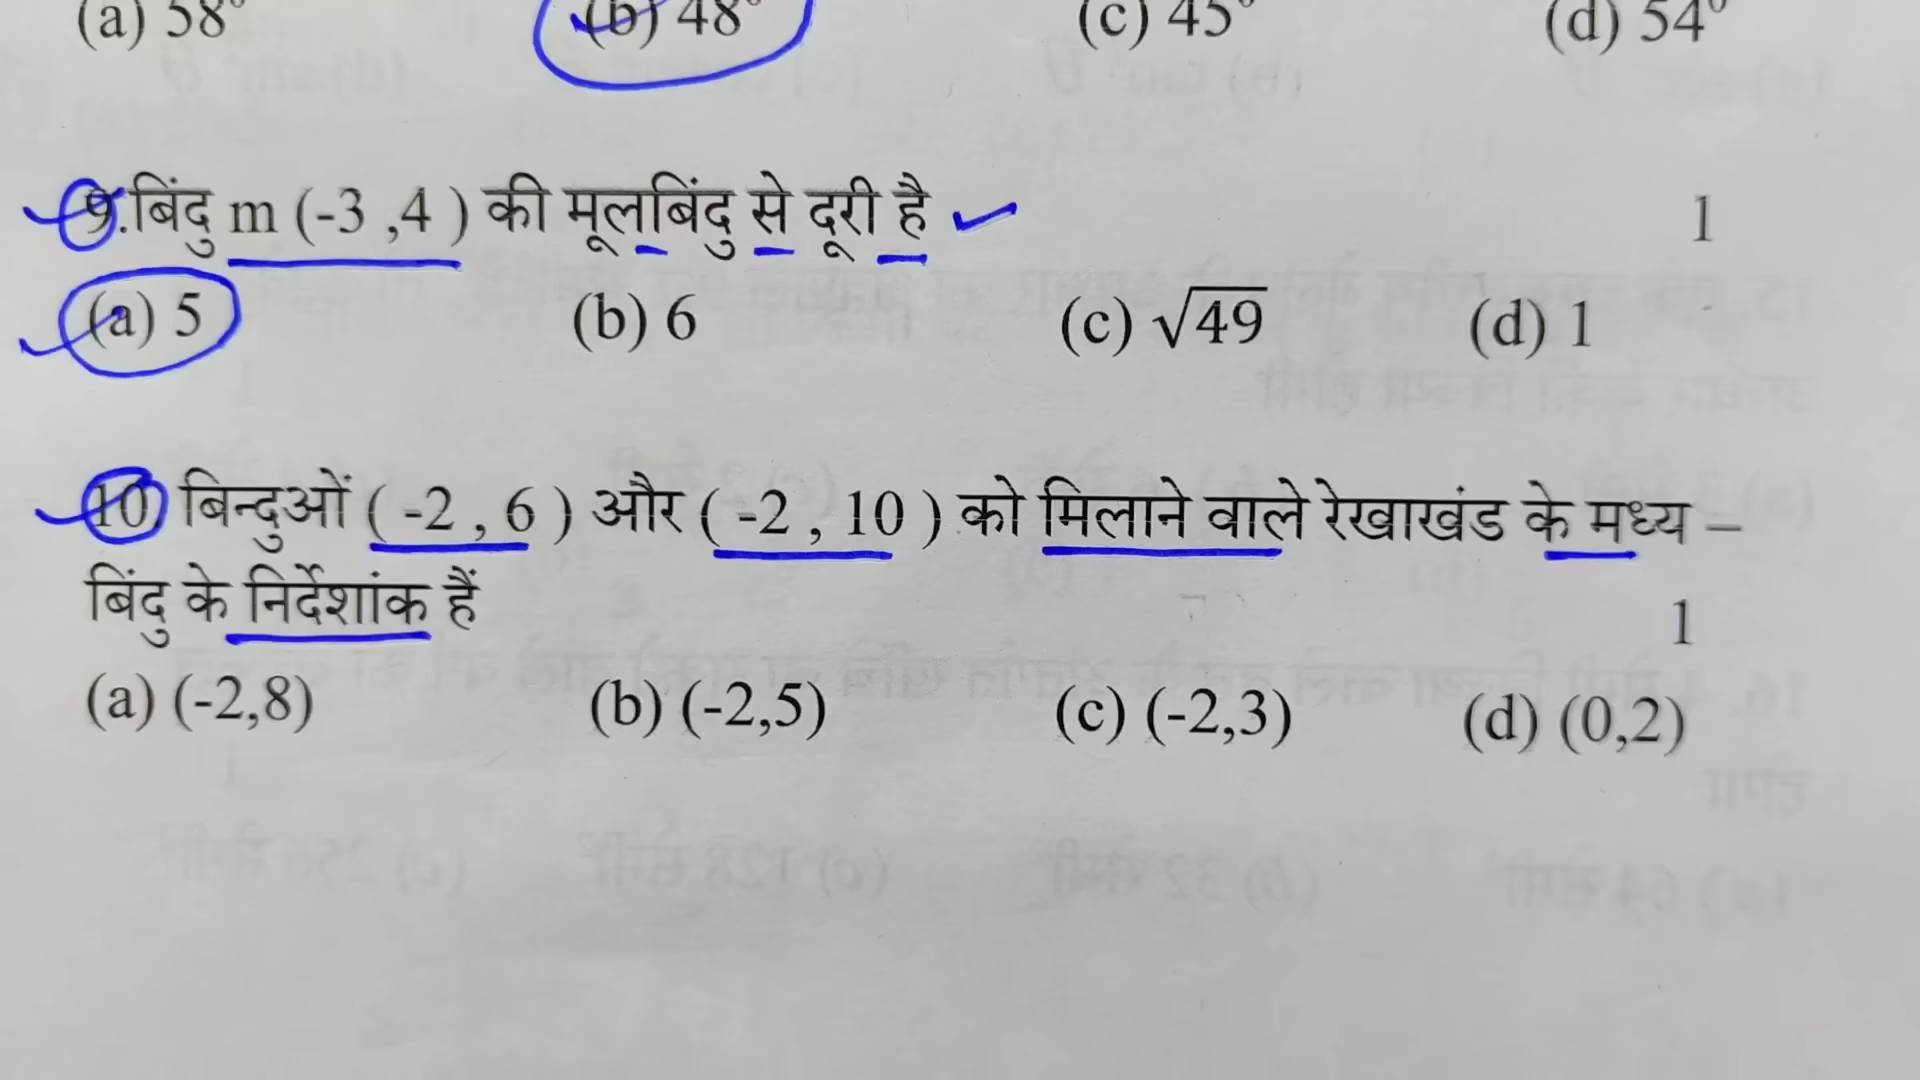 (a) 58° (b) 48° (c) 45° (d) 54°
9.बिंदु m (-3 ,4 ) की मूलबिंदु से दूरी है 1
(a) 5 (b) 6 (c) √49 (d) 1
10. बिन्दुओं ( -2 , 6 ) और ( -2 , 10 ) को मिलाने वाले रेखाखंड के मध्य –
बिंदु के निर्देशांक हैं 1
(a) (-2,8) (b) (-2,5) (c) (-2,3) (d) (0,2)